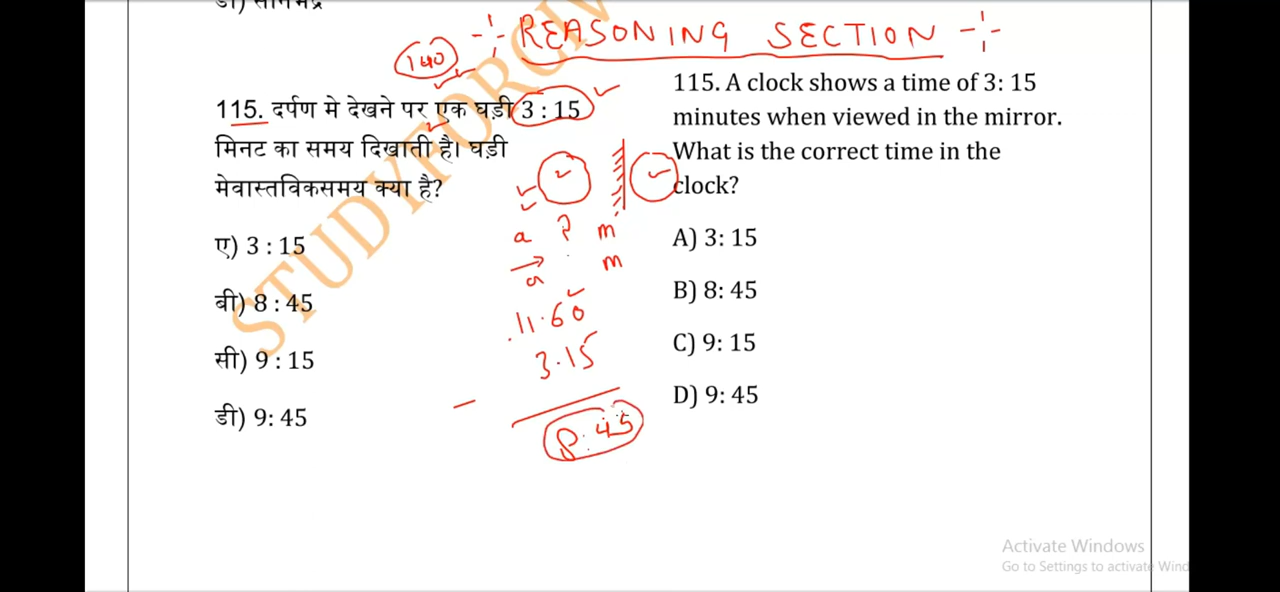 REASONING SECTION
140
115. दर्पण मे देखने पर एक घड़ी 3 : 15
मिनट का समय दिखाती है। घड़ी
मेवास्तविकसमय क्या है?
ए) 3 : 15
बी) 8 : 45
सी) 9 : 15
डी) 9: 45
a ? m
a m
11.60
3.15
8.45
115. A clock shows a time of 3: 15
minutes when viewed in the mirror.
What is the correct time in the
clock?
A) 3: 15
B) 8: 45
C) 9: 15
D) 9: 45
Activate Windows
Go to Settings to activate Wind